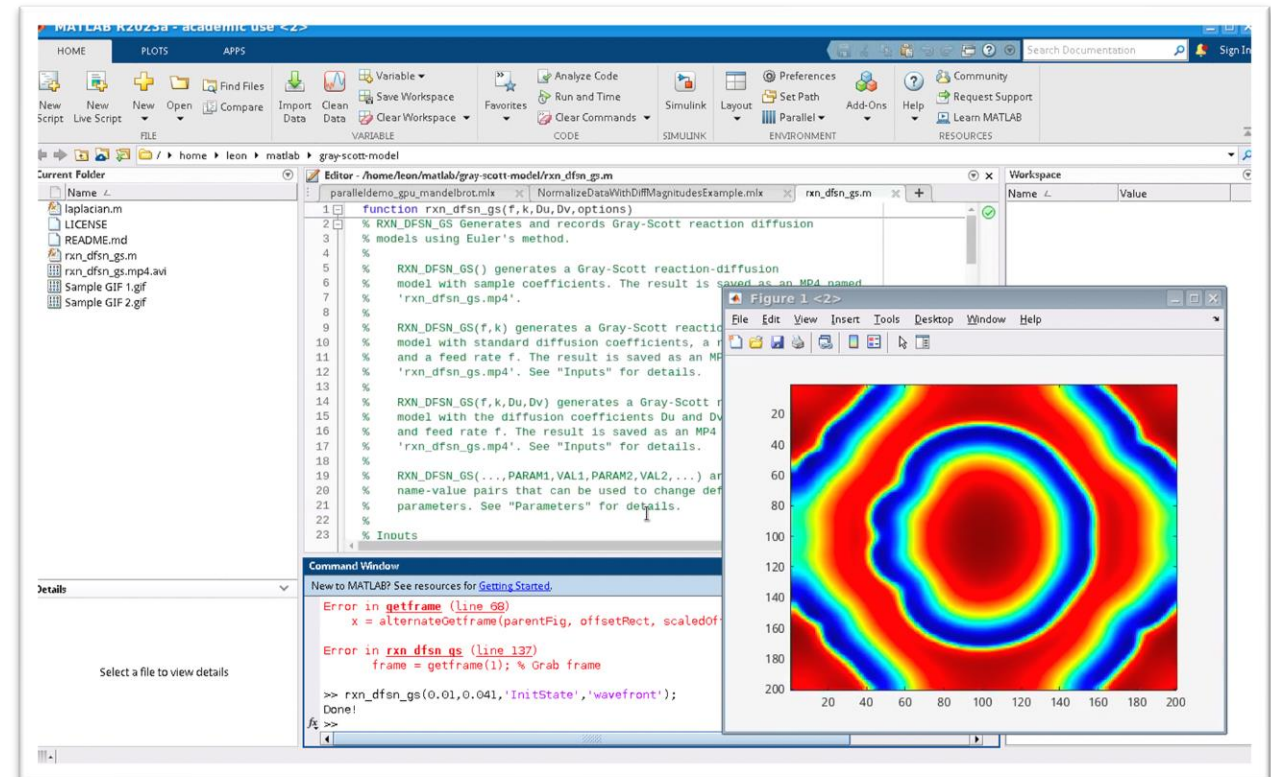 MATLAB R2023a - academic use <2>
HOME PLOTS APPS
Search Documentation
Sign In
New Script
New Live Script
New
Open
Find Files
Compare
Import Data
Clean Data
Variable
Save Workspace
Clear Workspace
Favorites
Analyze Code
Run and Time
Clear Commands
Simulink
Layout
Preferences
Set Path
Parallel
Add-Ons
Help
Community
Request Support
Learn MATLAB
FILE VARIABLE CODE SIMULINK ENVIRONMENT RESOURCES
/ home leon matlab gray-scott-model
Current Folder
Name
laplacian.m
LICENSE
README.md
rxn_dfsn_gs.m
rxn_dfsn_gs.mp4.avi
Sample GIF 1.gif
Sample GIF 2.gif
Details
Select a file to view details
Editor - /home/leon/matlab/gray-scott-model/rxn_dfsn_gs.m
paralleldemo_gpu_mandelbrot.mlx NormalizeDataWithDiffMagnitudesExample.mlx rxn_dfsn_gs.m +
1 function rxn_dfsn_gs(f,k,Du,Dv,options)
2 % RXN_DFSN_GS Generates and records Gray-Scott reaction diffusion
3 % models using Euler's method.
4 %
5 % RXN_DFSN_GS() generates a Gray-Scott reaction-diffusion
6 % model with sample coefficients. The result is saved as an MP4 named
7 % 'rxn_dfsn_gs.mp4'.
8 %
9 % RXN_DFSN_GS(f,k) generates a Gray-Scott reactio
10 % model with standard diffusion coefficients, a r
11 % and a feed rate f. The result is saved as an MP
12 % 'rxn_dfsn_gs.mp4'. See "Inputs" for details.
13 %
14 % RXN_DFSN_GS(f,k,Du,Dv) generates a Gray-Scott r
15 % model with the diffusion coefficients Du and Dv
16 % and feed rate f. The result is saved as an MP4
17 % 'rxn_dfsn_gs.mp4'. See "Inputs" for details.
18 %
19 % RXN_DFSN_GS(...,PARAM1,VAL1,PARAM2,VAL2,...) ar
20 % name-value pairs that can be used to change def
21 % parameters. See "Parameters" for details.
22 %
23 % Inputs
Workspace
Name Value
Command Window
New to MATLAB? See resources for Getting Started.
Error in getframe (line 68)
x = alternateGetframe(parentFig, offsetRect, scaledOf
Error in rxn_dfsn_gs (line 137)
frame = getframe(1); % Grab frame
>> rxn_dfsn_gs(0.01,0.041,'InitState','wavefront');
Done!
fx >>
Figure 1 <2>
File Edit View Insert Tools Desktop Window Help
20
40
60
80
100
120
140
160
180
200
20 40 60 80 100 120 140 160 180 200